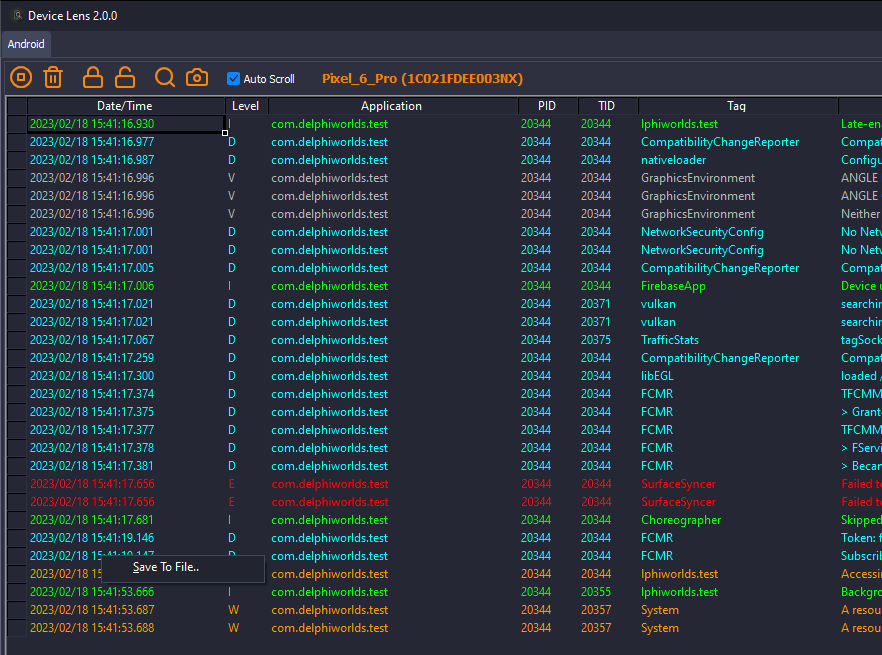 Device Lens 2.0.0
Android
Auto Scroll Pixel_6_Pro (1C021FDEE003NX)
Date/Time Level Application PID TID Tag
2023/02/18 15:41:16.930 I com.delphiworlds.test 20344 20344 lphiworlds.test Late-en
2023/02/18 15:41:16.977 D com.delphiworlds.test 20344 20344 CompatibilityChangeReporter Compat
2023/02/18 15:41:16.987 D com.delphiworlds.test 20344 20344 nativeloader Configu
2023/02/18 15:41:16.996 V com.delphiworlds.test 20344 20344 GraphicsEnvironment ANGLE
2023/02/18 15:41:16.996 V com.delphiworlds.test 20344 20344 GraphicsEnvironment ANGLE
2023/02/18 15:41:16.996 V com.delphiworlds.test 20344 20344 GraphicsEnvironment Neither
2023/02/18 15:41:17.001 D com.delphiworlds.test 20344 20344 NetworkSecurityConfig No Netw
2023/02/18 15:41:17.001 D com.delphiworlds.test 20344 20344 NetworkSecurityConfig No Netw
2023/02/18 15:41:17.005 D com.delphiworlds.test 20344 20344 CompatibilityChangeReporter Compat
2023/02/18 15:41:17.006 I com.delphiworlds.test 20344 20344 FirebaseApp Device u
2023/02/18 15:41:17.021 D com.delphiworlds.test 20344 20371 vulkan searchin
2023/02/18 15:41:17.021 D com.delphiworlds.test 20344 20371 vulkan searchin
2023/02/18 15:41:17.067 D com.delphiworlds.test 20344 20375 TrafficStats tagSock
2023/02/18 15:41:17.259 D com.delphiworlds.test 20344 20344 CompatibilityChangeReporter Compat
2023/02/18 15:41:17.300 D com.delphiworlds.test 20344 20344 libEGL loaded /
2023/02/18 15:41:17.374 D com.delphiworlds.test 20344 20344 FCMR TFCMM
2023/02/18 15:41:17.375 D com.delphiworlds.test 20344 20344 FCMR > Grant
2023/02/18 15:41:17.377 D com.delphiworlds.test 20344 20344 FCMR TFCMM
2023/02/18 15:41:17.378 D com.delphiworlds.test 20344 20344 FCMR > FServi
2023/02/18 15:41:17.381 D com.delphiworlds.test 20344 20344 FCMR > Becam
2023/02/18 15:41:17.656 E com.delphiworlds.test 20344 20344 SurfaceSyncer Failed to
2023/02/18 15:41:17.656 E com.delphiworlds.test 20344 20344 SurfaceSyncer Failed to
2023/02/18 15:41:17.681 I com.delphiworlds.test 20344 20344 Choreographer Skipped
2023/02/18 15:41:19.146 D com.delphiworlds.test 20344 20344 FCMR Token: f
2023/02/18 15:41:19.147 D com.delphiworlds.test 20344 20344 FCMR Subscrib
Save To File..
2023/02/18 15: com.delphiworlds.test 20344 20344 lphiworlds.test Accessin
2023/02/18 15:41:53.666 I com.delphiworlds.test 20344 20355 lphiworlds.test Backgro
2023/02/18 15:41:53.687 W com.delphiworlds.test 20344 20357 System A resou
2023/02/18 15:41:53.688 W com.delphiworlds.test 20344 20357 System A resou